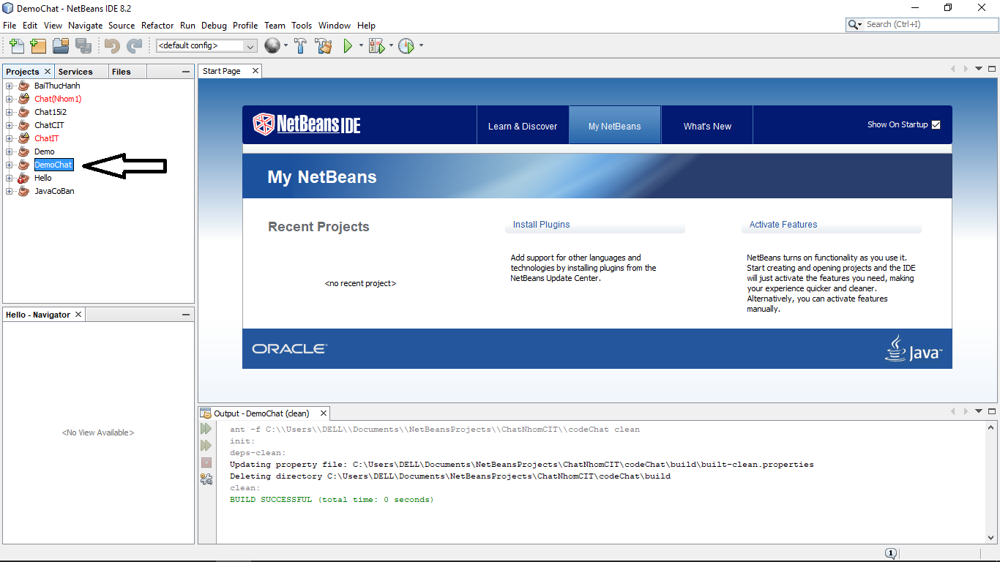 DemoChat - NetBeans IDE 8.2
File Edit View Navigate Source Refactor Run Debug Profile Team Tools Window Help
Search (Ctrl+I)
<default config>
Projects Services Files
BaiThucHanh
Chat(Nhom1)
Chat15i2
ChatCIT
ChatIT
Demo
DemoChat
Hello
JavaCoBan
Hello - Navigator
<No View Available>
Start Page
NetBeans IDE
Learn & Discover
My NetBeans
What's New
Show On Startup
My NetBeans
Recent Projects
<no recent project>
Install Plugins
Add support for other languages and
technologies by installing plugins from the
NetBeans Update Center.
Activate Features
NetBeans turns on functionality as you use it.
Start creating and opening projects and the IDE
will just activate the features you need, making
your experience quicker and cleaner.
Alternatively, you can activate features
manually.
ORACLE
Java
Output - DemoChat (clean)
ant -f C:\\Users\\DELL\\Documents\\NetBeansProjects\\ChatNhomCIT\\codeChat clean
init:
deps-clean:
Updating property file: C:\Users\DELL\Documents\NetBeansProjects\ChatNhomCIT\codeChat\build\built-clean.properties
Deleting directory C:\Users\DELL\Documents\NetBeansProjects\ChatNhomCIT\codeChat\build
clean:
BUILD SUCCESSFUL (total time: 0 seconds)
1